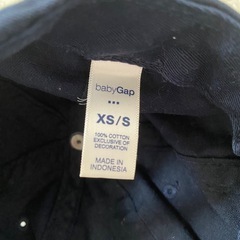 babyGap
•••
XS/S
100% COTTON
EXCLUSIVE OF
DECORATION
MADE IN
INDONESIA